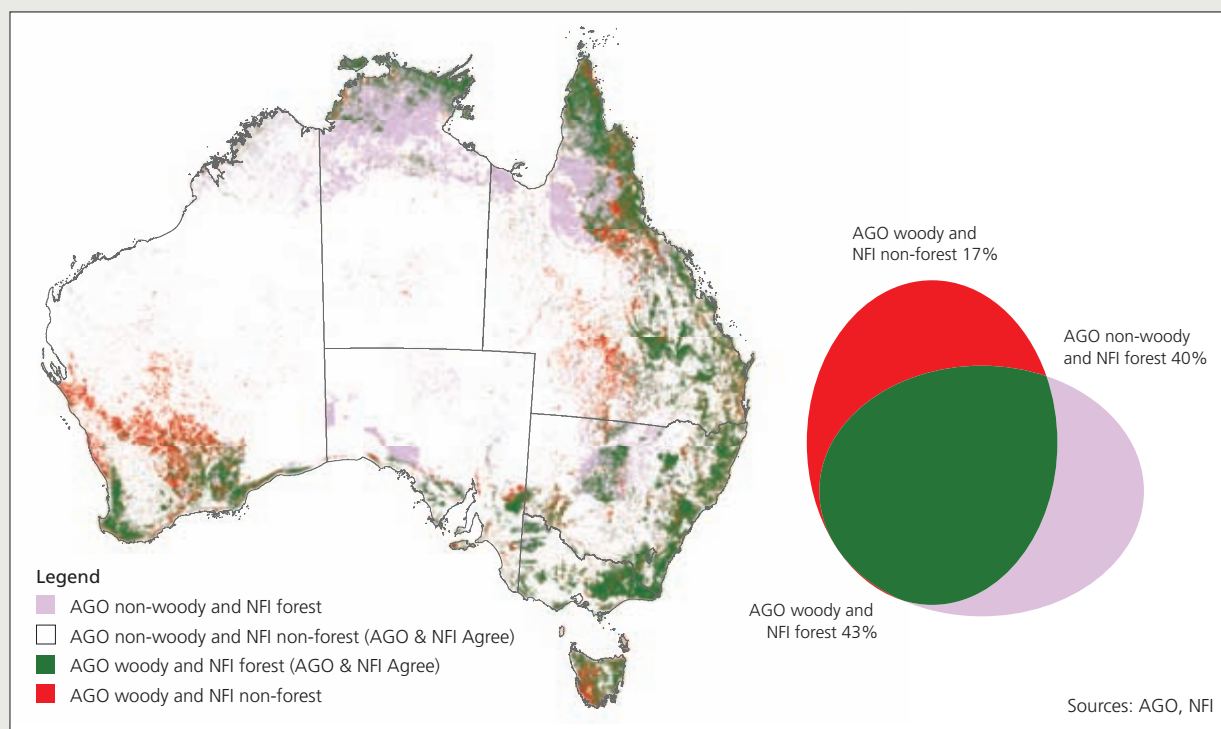 AGO woody and
NFI non-forest 17%
AGO non-woody
and NFI forest 40%
AGO woody and
NFI forest 43%
Legend
AGO non-woody and NFI forest
AGO non-woody and NFI non-forest (AGO & NFI Agree)
AGO woody and NFI forest (AGO & NFI Agree)
AGO woody and NFI non-forest
Sources: AGO, NFI